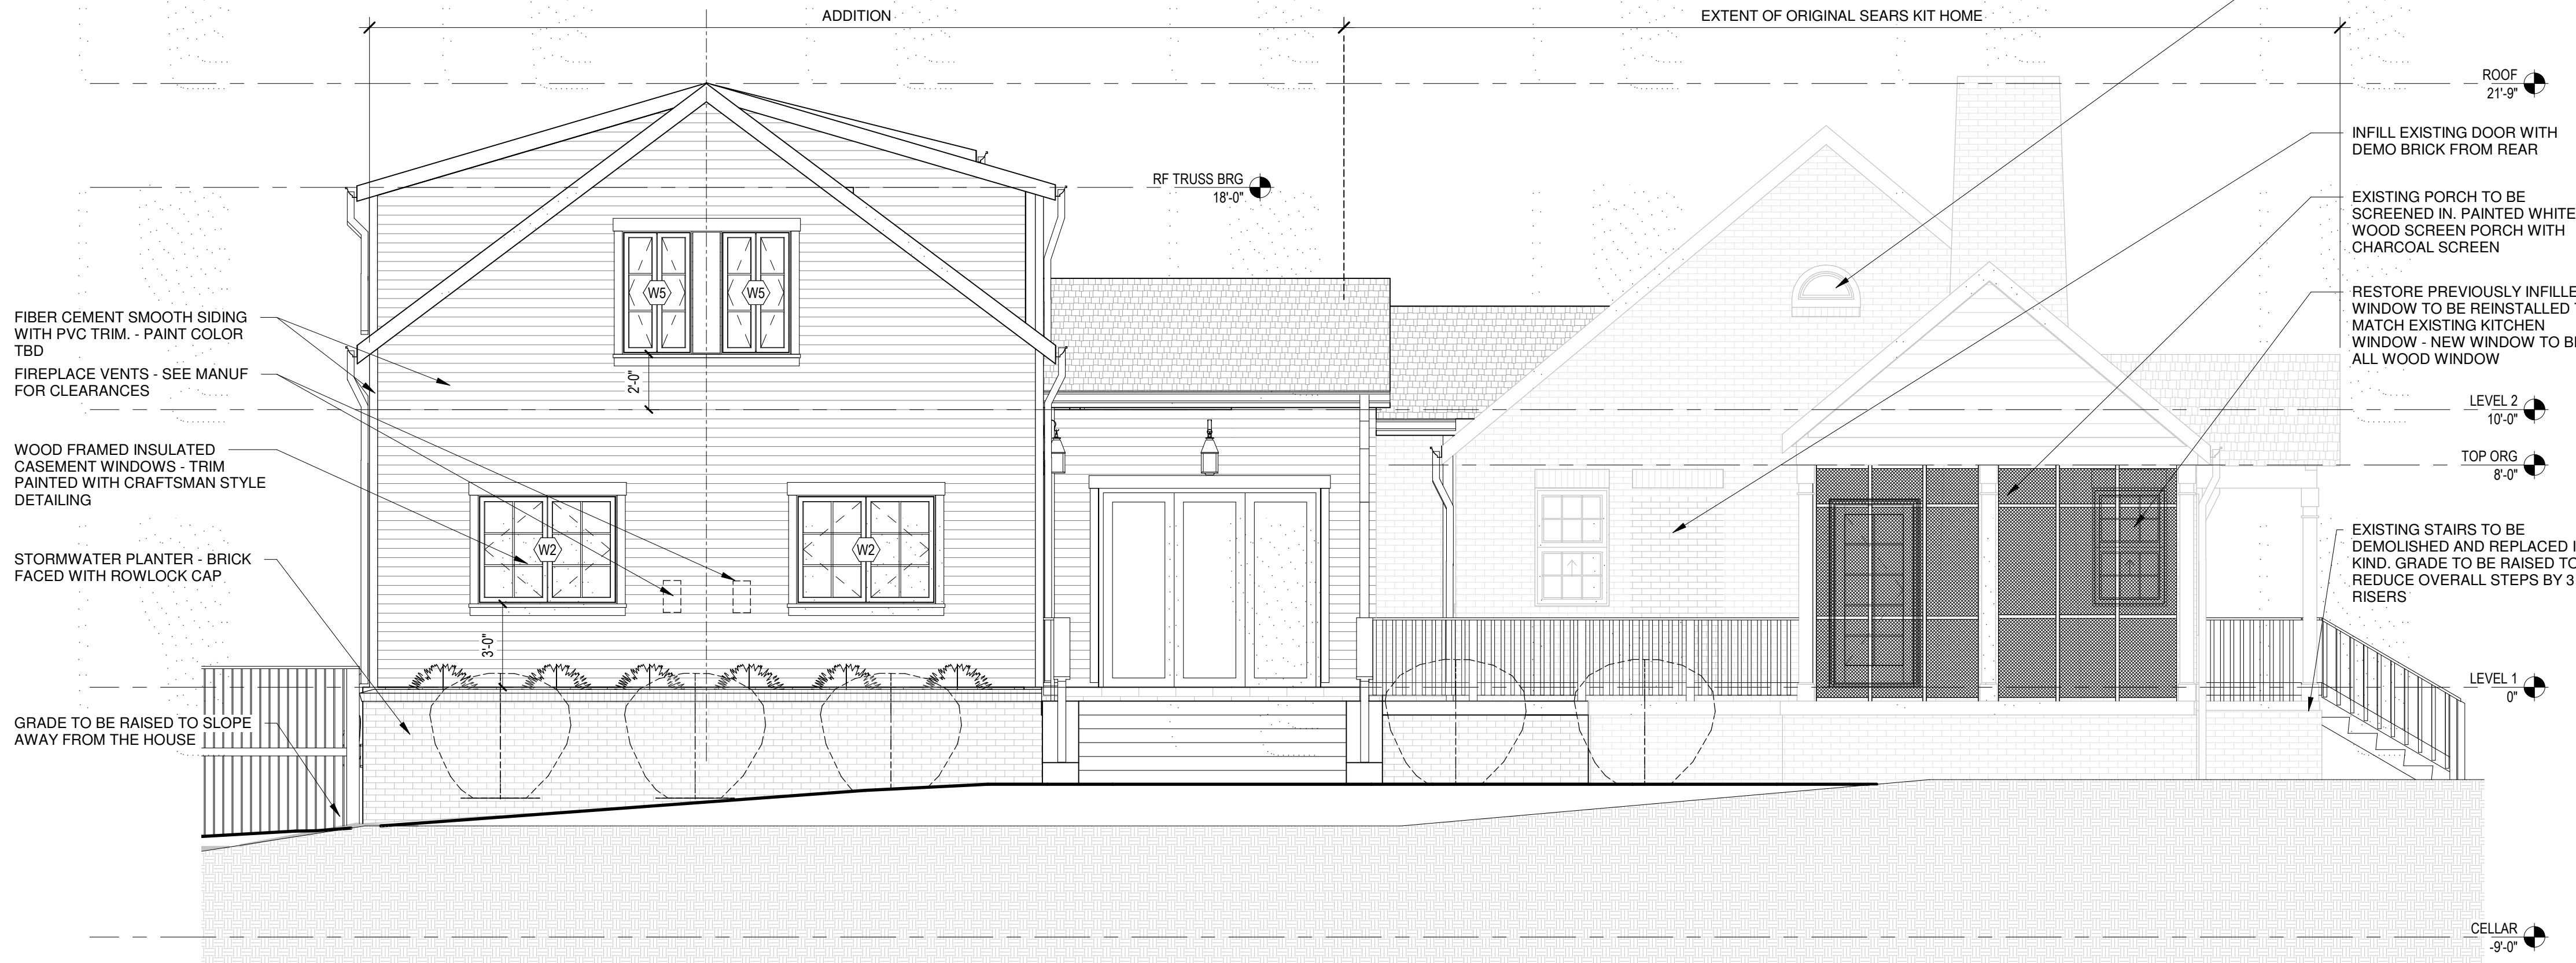 ADDITION
EXTENT OF ORIGINAL SEARS KIT HOME
ROOF
21'-9"
INFILL EXISTING DOOR WITH
DEMO BRICK FROM REAR
RF TRUSS BRG
18'-0"
EXISTING PORCH TO BE
SCREENED IN. PAINTED WHITE
WOOD SCREEN PORCH WITH
CHARCOAL SCREEN
W5
W5
RESTORE PREVIOUSLY INFILLE
WINDOW TO BE REINSTALLED T
MATCH EXISTING KITCHEN
WINDOW - NEW WINDOW TO B
ALL WOOD WINDOW
FIBER CEMENT SMOOTH SIDING
WITH PVC TRIM. - PAINT COLOR
TBD
FIREPLACE VENTS - SEE MANUF
FOR CLEARANCES
2'-0"
LEVEL 2
10'-0"
WOOD FRAMED INSULATED
CASEMENT WINDOWS - TRIM
PAINTED WITH CRAFTSMAN STYLE
DETAILING
TOP ORG
8'-0"
W2
W2
STORMWATER PLANTER - BRICK
FACED WITH ROWLOCK CAP
EXISTING STAIRS TO BE
DEMOLISHED AND REPLACED I
KIND. GRADE TO BE RAISED TO
REDUCE OVERALL STEPS BY 3
RISERS
3'-0"
LEVEL 1
0"
GRADE TO BE RAISED TO SLOPE
AWAY FROM THE HOUSE
CELLAR
-9'-0"